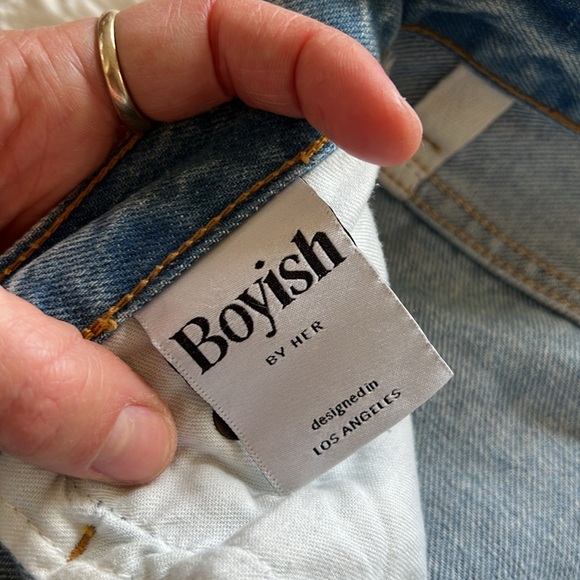 Boyish
BY HER
designed in
LOS ANGELES